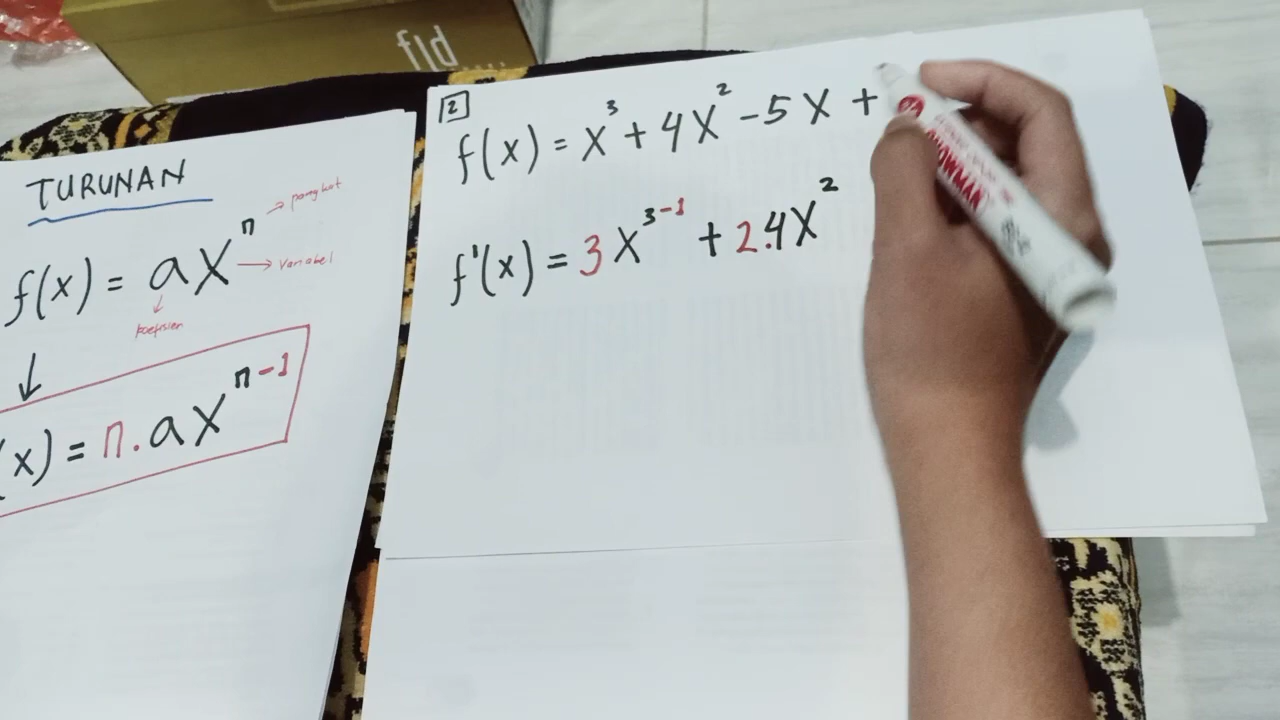 fld
TURUNAN
f(x) = ax^n
→ pangkat
→ Variabel
koefisien
(x) = n.ax^{n-1}
2
f(x) = x^3 + 4x^2 - 5x +
f'(x) = 3x^{3-1} + 2.4x^2